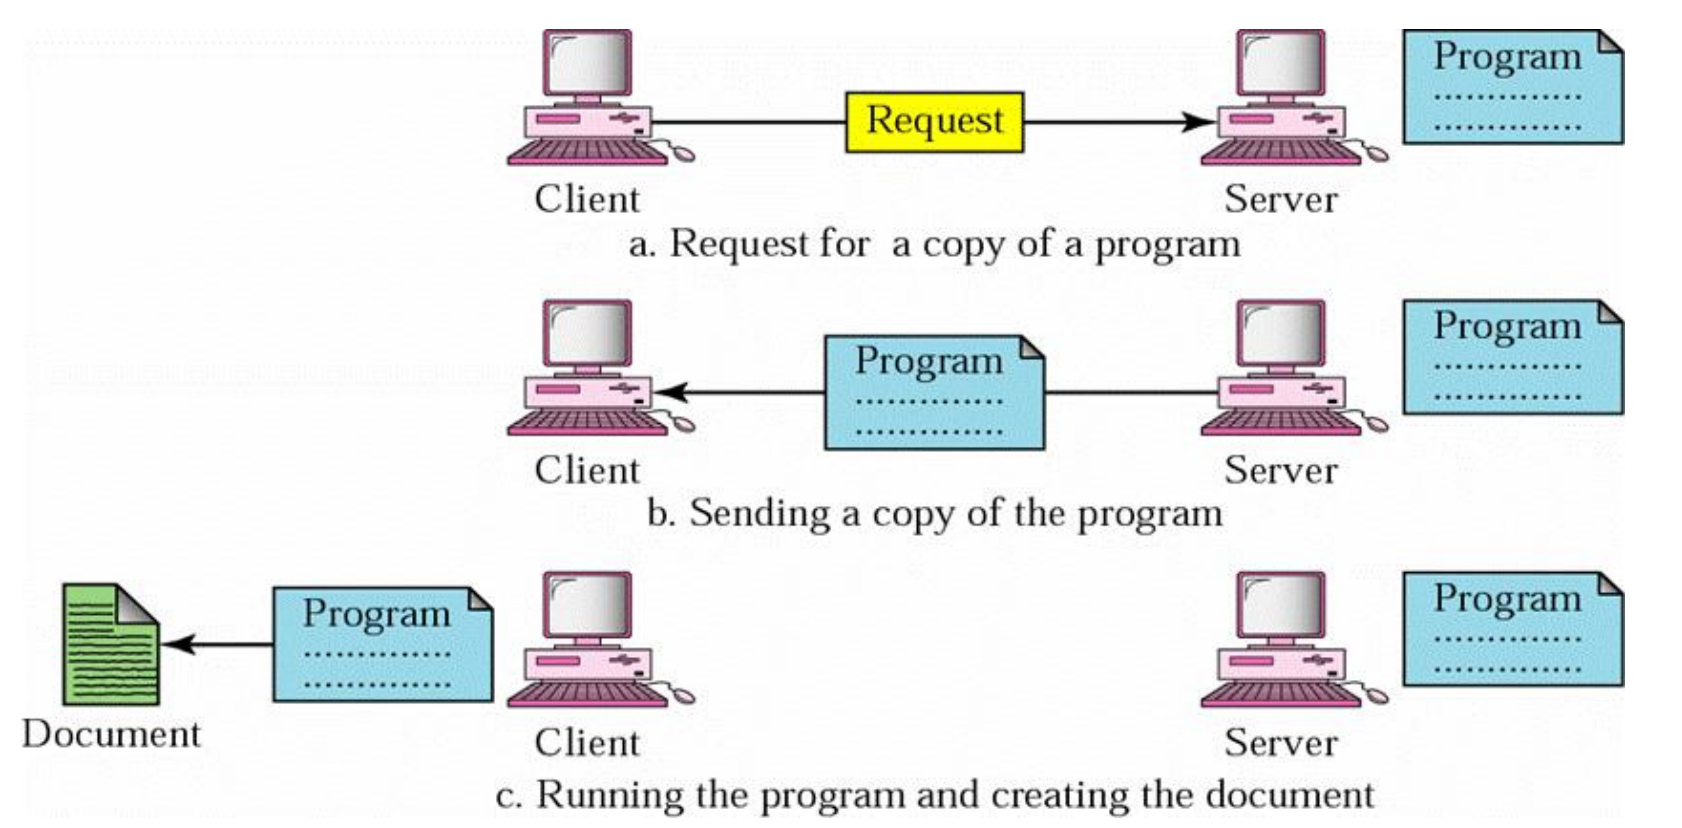 Program
Request
Client
Server
a. Request for a copy of a program
Program
Program
Client
Server
b. Sending a copy of the program
Program
Program
Document
Client
Server
c. Running the program and creating the document